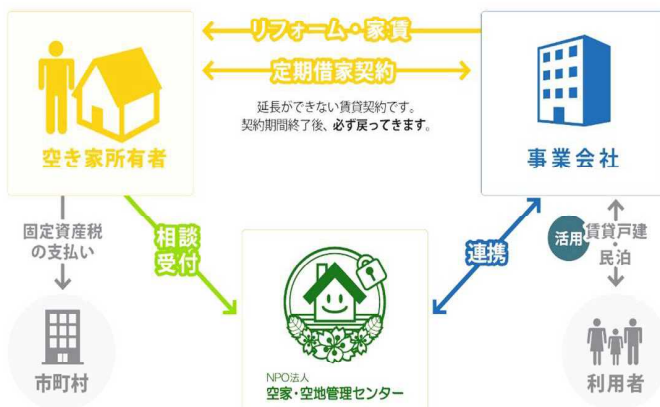 リフォーム・家賃
定期借家契約
延長ができない賃貸契約です。
契約期間終了後、必ず戻ってきます。
空き家所有者
事業会社
固定資産税
の支払い
相談
受付
連携
活用
賃貸戸建
・
民泊
市町村
NPO法人
空家・空地管理センター
利用者